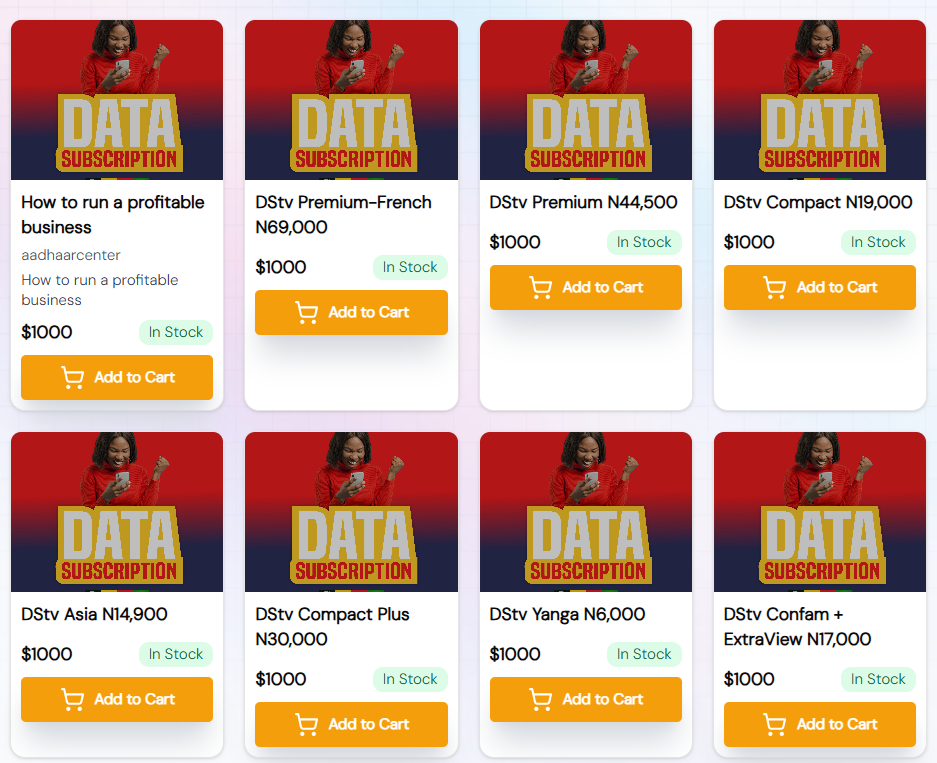 DATA
SUBSCRIPTION
DATA
SUBSCRIPTION
DATA
SUBSCRIPTION
DATA
SUBSCRIPTION
How to run a profitable
business
aadhaarcenter
How to run a profitable
business
$1000 In Stock
Add to Cart
DStv Premium-French
N69,000
$1000 In Stock
Add to Cart
DStv Premium N44,500
$1000 In Stock
Add to Cart
DStv Compact N19,000
$1000 In Stock
Add to Cart
DATA
SUBSCRIPTION
DATA
SUBSCRIPTION
DATA
SUBSCRIPTION
DATA
SUBSCRIPTION
DStv Asia N14,900
$1000 In Stock
Add to Cart
DStv Compact Plus
N30,000
$1000 In Stock
Add to Cart
DStv Yanga N6,000
$1000 In Stock
Add to Cart
DStv Confam +
ExtraView N17,000
$1000 In Stock
Add to Cart